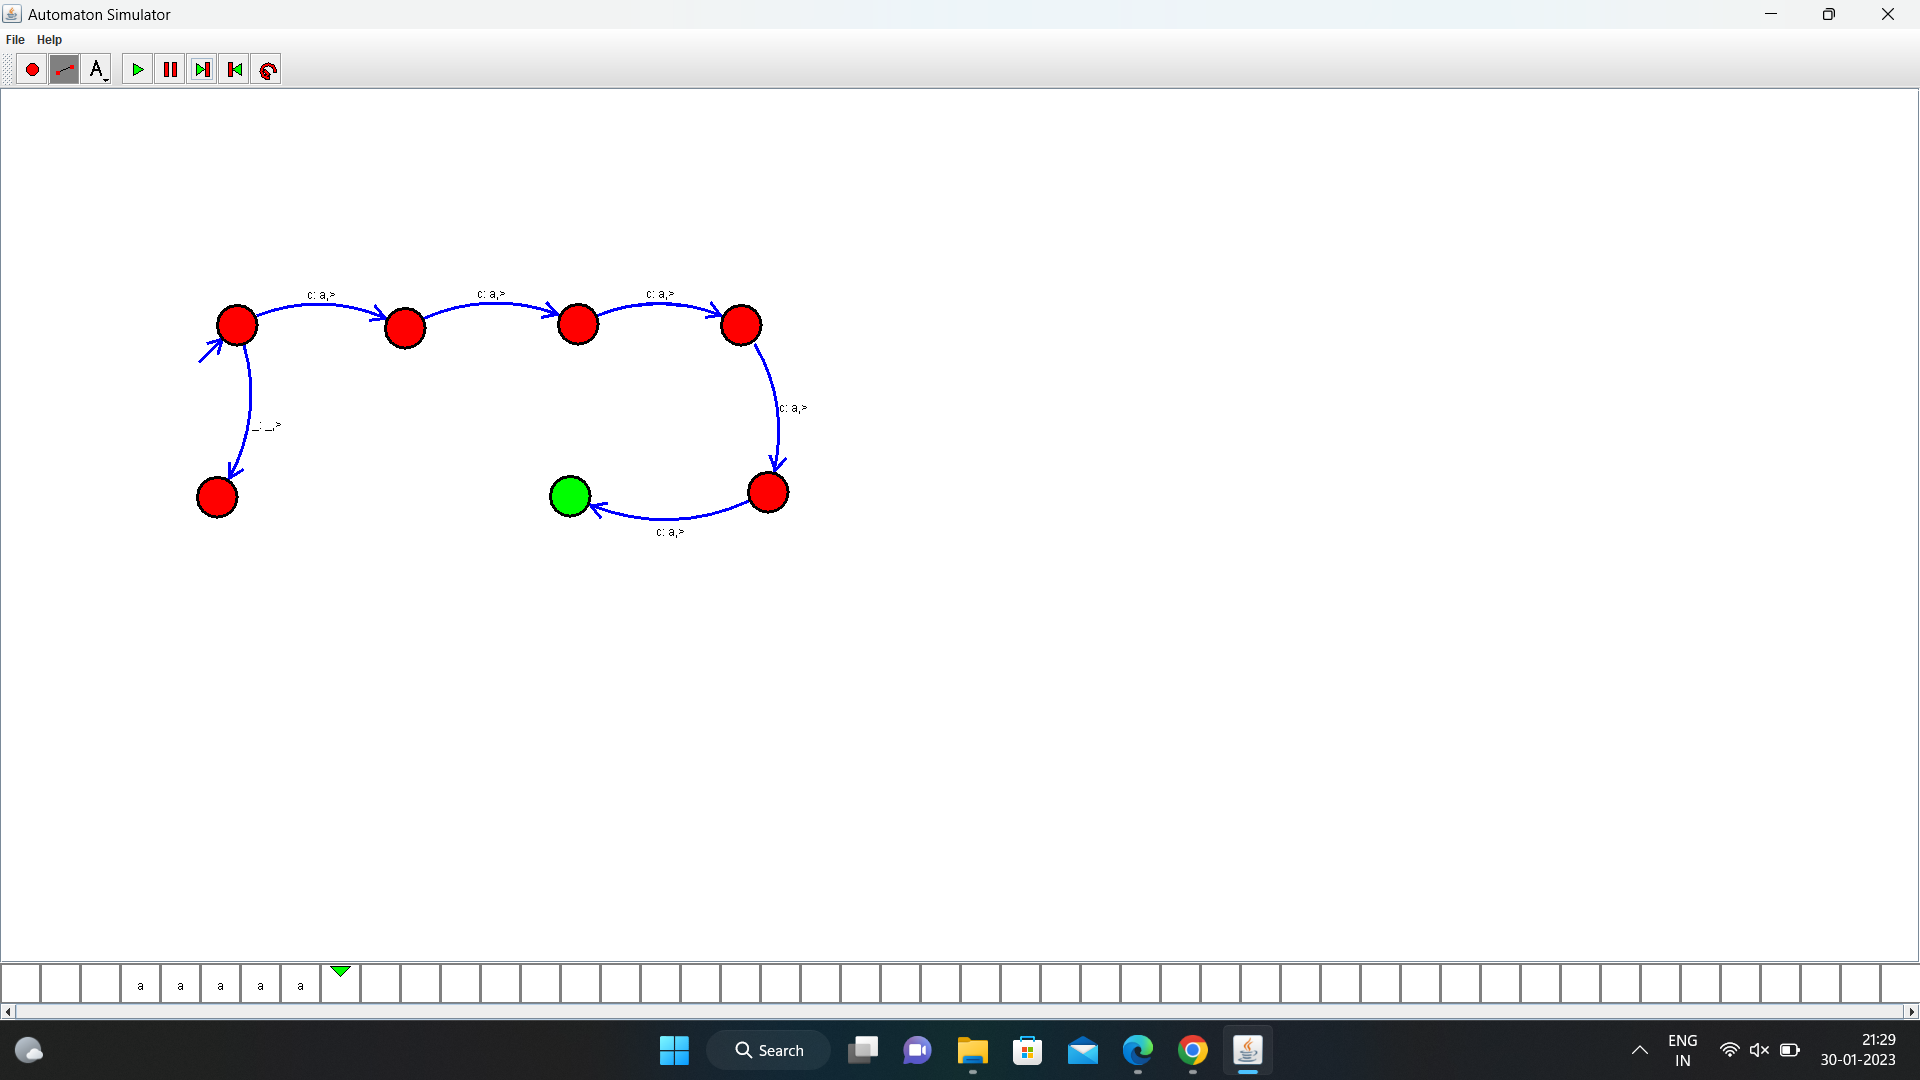 Automaton Simulator
File Help
A
c: a,>
c: a,>
c: a,>
c: a,>
_: _,>
c: a,>
a a a a a
Search
ENG
IN
21:29
30-01-2023